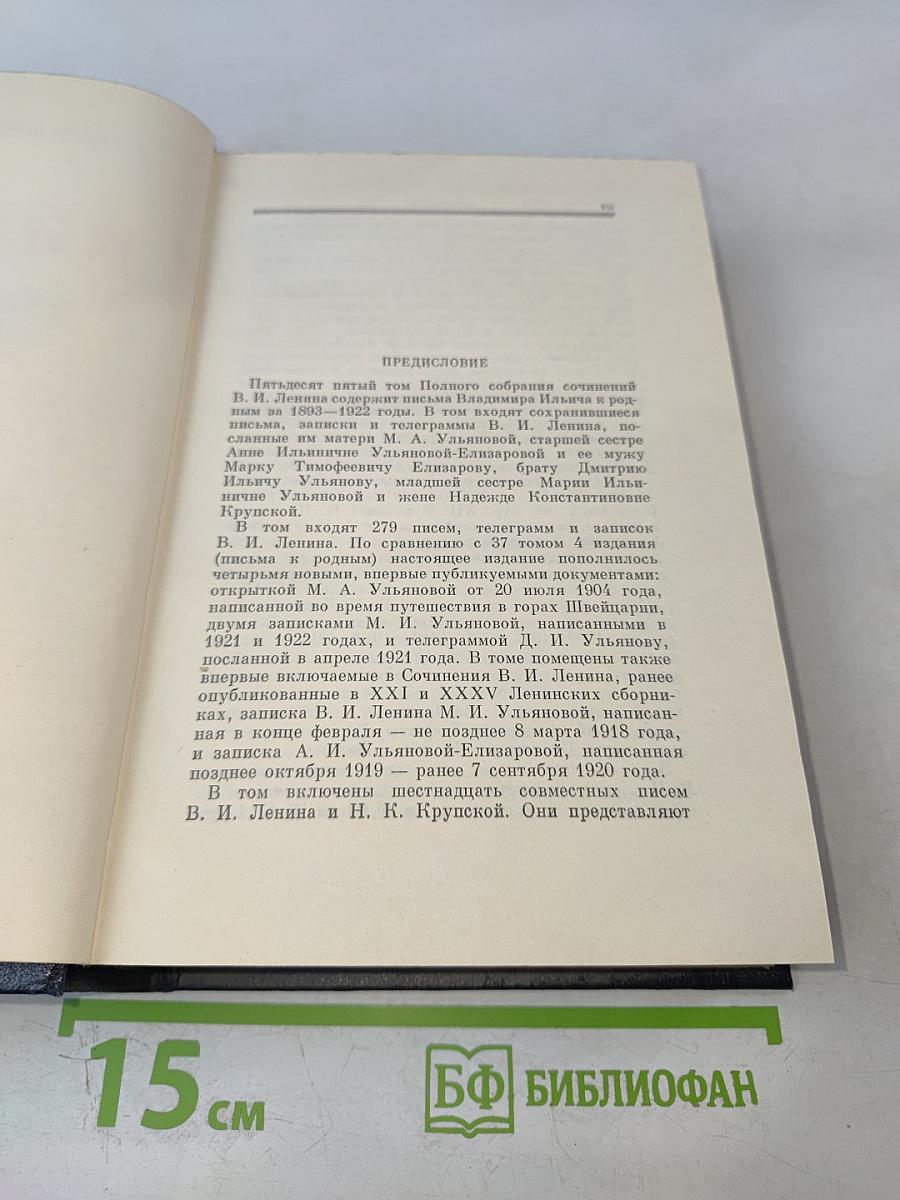 VII
ПРЕДИСЛОВИЕ
Пятьдесят пятый том Полного собрания сочинений
В. И. Ленина содержит письма Владимира Ильича к род-
ным за 1893—1922 годы. В том входят сохранившиеся
письма, записки и телеграммы В. И. Ленина, по-
сланные им матери М. А. Ульяновой, старшей сестре
Анне Ильиничне Ульяновой-Елизаровой и ее мужу
Марку Тимофеевичу Елизарову, брату Дмитрию
Ильичу Ульянову, младшей сестре Марии Ильи-
ничне Ульяновой и жене Надежде Константиновне
Крупской.
В том входят 279 писем, телеграмм и записок
В. И. Ленина. По сравнению с 37 томом 4 издания
(письма к родным) настоящее издание пополнилось
четырьмя новыми, впервые публикуемыми документами:
открыткой М. А. Ульяновой от 20 июля 1904 года,
написанной во время путешествия в горах Швейцарии,
двумя записками М. И. Ульяновой, написанными в
1921 и 1922 годах, и телеграммой Д. И. Ульянову,
посланной в апреле 1921 года. В томе помещены также
впервые включаемые в Сочинения В. И. Ленина, ранее
опубликованные в XXI и XXXV Ленинских сборни-
ках, записка В. И. Ленина М. И. Ульяновой, написан-
ная в конце февраля — не позднее 8 марта 1918 года,
и записка А. И. Ульяновой-Елизаровой, написанная
позднее октября 1919 — ранее 7 сентября 1920 года.
В том включены шестнадцать совместных писем
В. И. Ленина и Н. К. Крупской. Они представляют
15 см
БФ БИБЛИОФАН